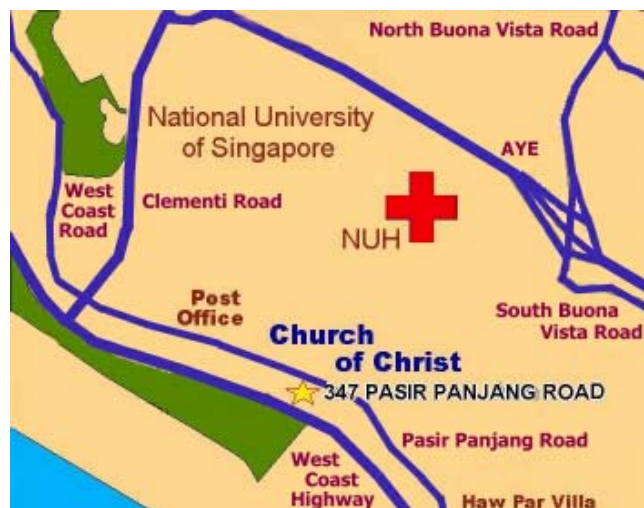 North Buona Vista Road
National University
of Singapore
AYE
West
Coast
Road
Clementi Road
NUH
Post
Office
South Buona
Vista Road
Church
of Christ
347 PASIR PANJANG ROAD
Pasir Panjang Road
West
Coast
Highway
Haw Par Villa